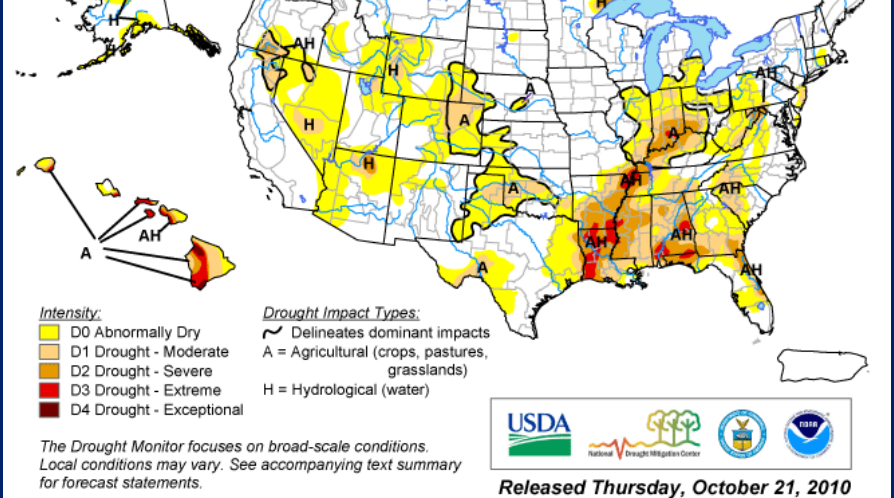 H
H
H
AH
H
A
AH
H
A
A
H
A
AH
AH
AH
AH
AH
A
AH
A
Intensity:
D0 Abnormally Dry
D1 Drought - Moderate
D2 Drought - Severe
D3 Drought - Extreme
D4 Drought - Exceptional
Drought Impact Types:
Delineates dominant impacts
A = Agricultural (crops, pastures,
grasslands)
H = Hydrological (water)
USDA
National Drought Mitigation Center
NOAA
The Drought Monitor focuses on broad-scale conditions.
Local conditions may vary. See accompanying text summary
for forecast statements.
Released Thursday, October 21, 2010